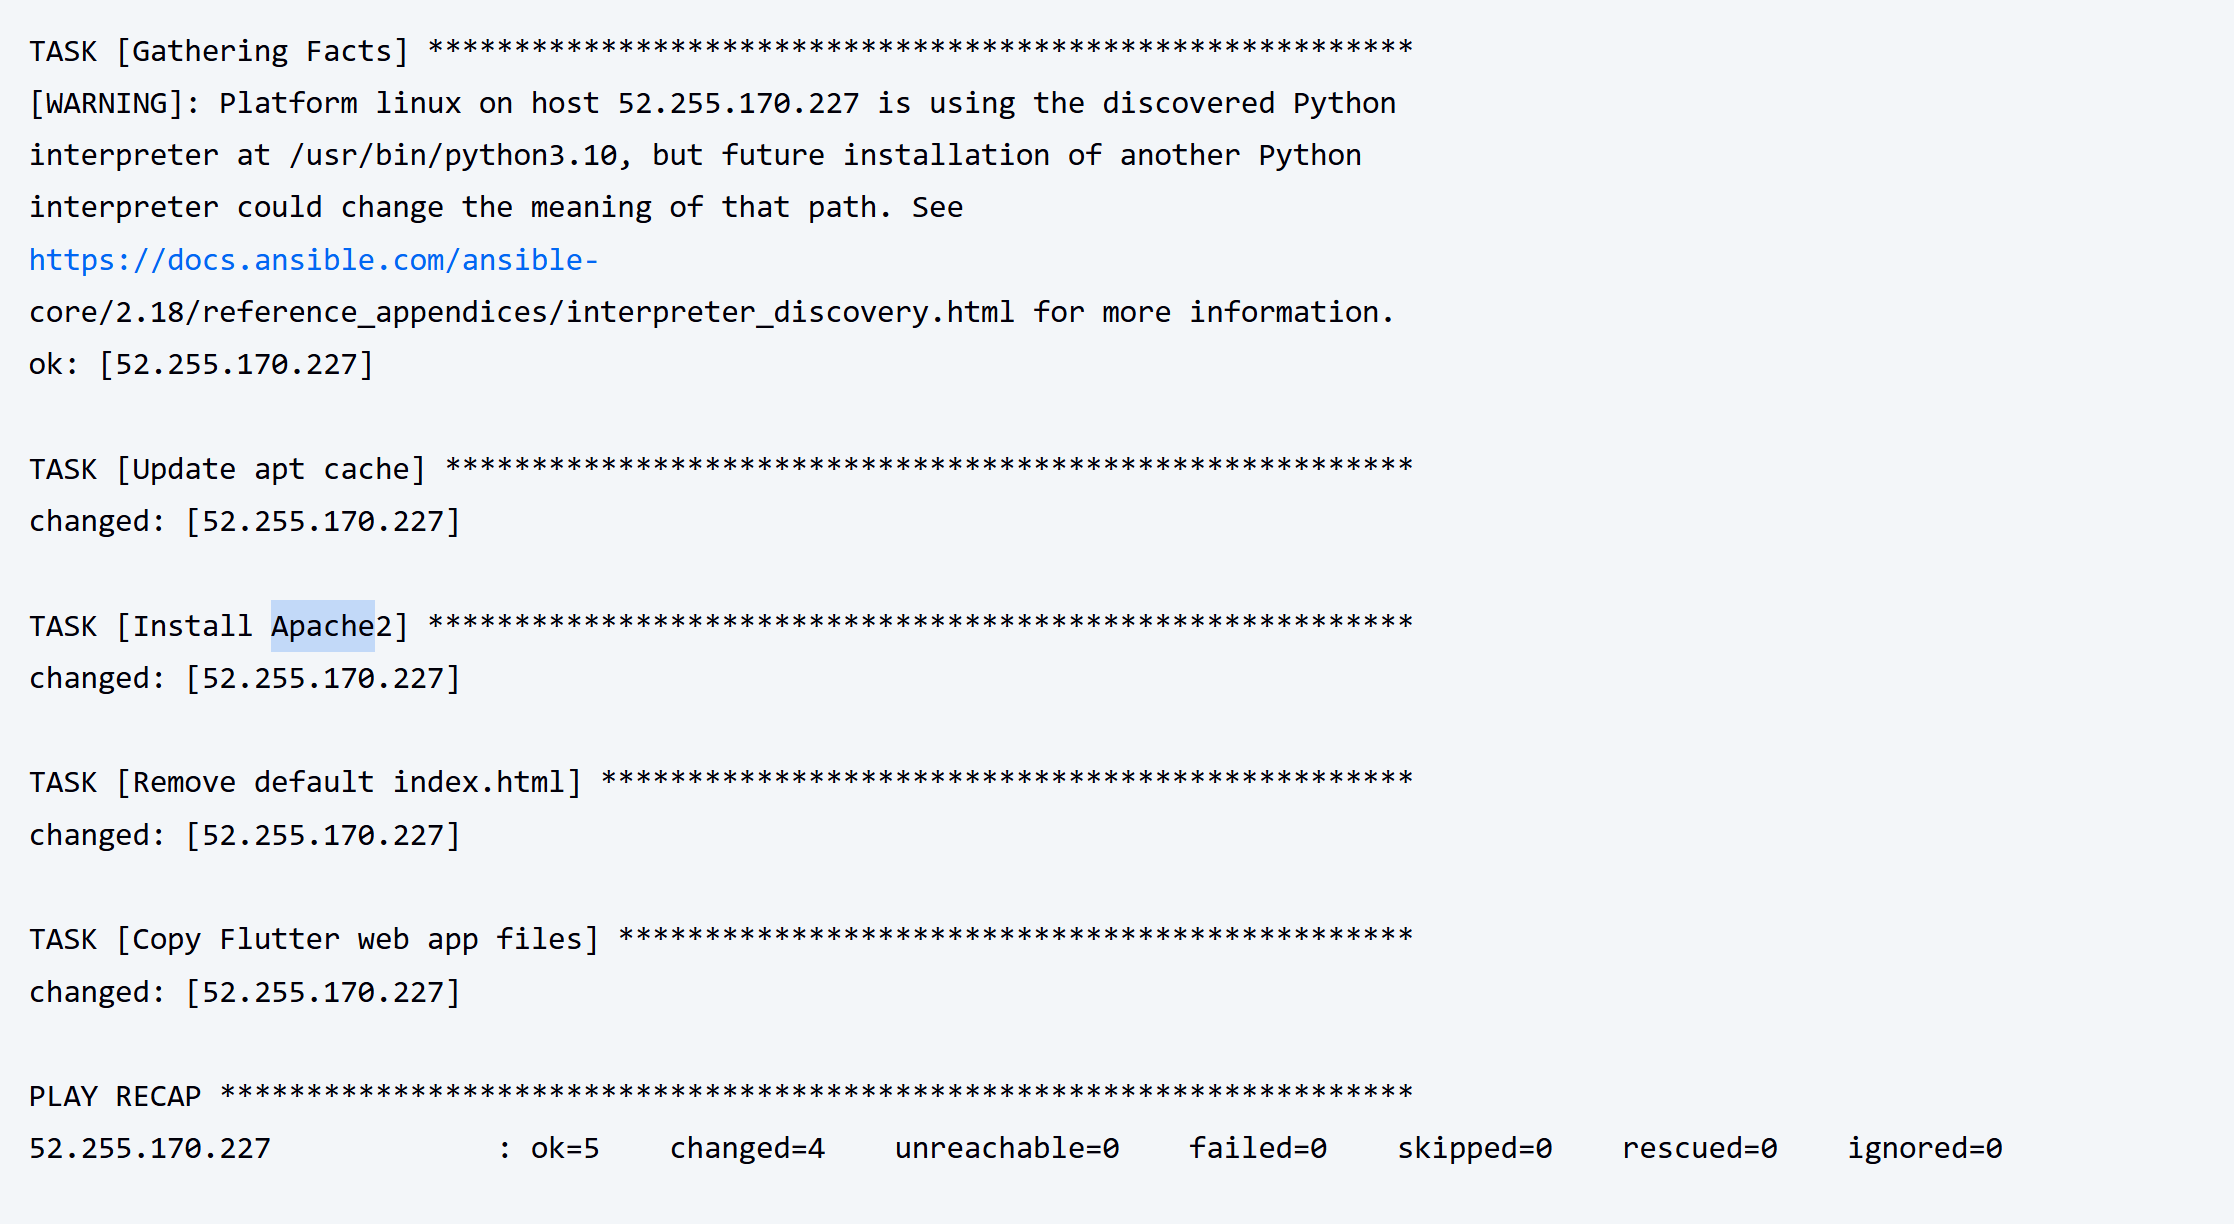 TASK [Gathering Facts] *********************************************************
[WARNING]: Platform linux on host 52.255.170.227 is using the discovered Python
interpreter at /usr/bin/python3.10, but future installation of another Python
interpreter could change the meaning of that path. See
https://docs.ansible.com/ansible-
core/2.18/reference_appendices/interpreter_discovery.html for more information.
ok: [52.255.170.227]
TASK [Update apt cache] ********************************************************
changed: [52.255.170.227]
TASK [Install Apache2] *********************************************************
changed: [52.255.170.227]
TASK [Remove default index.html] ***********************************************
changed: [52.255.170.227]
TASK [Copy Flutter web app files] **********************************************
changed: [52.255.170.227]
PLAY RECAP *********************************************************************
52.255.170.227             : ok=5    changed=4    unreachable=0    failed=0    skipped=0    rescued=0    ignored=0